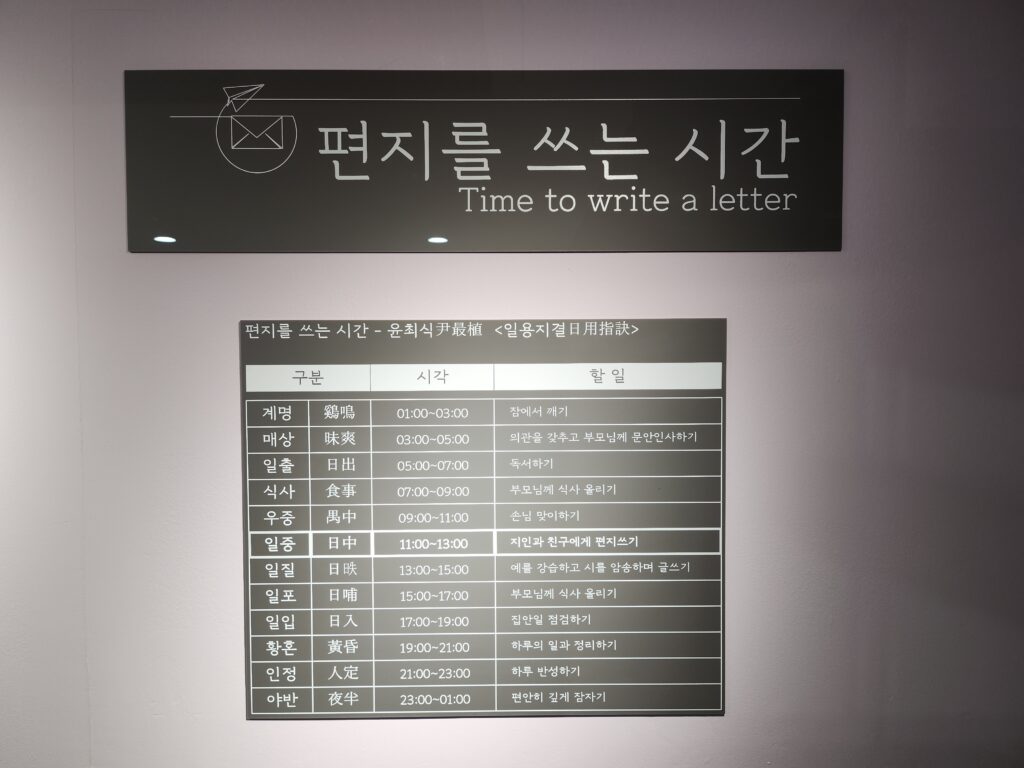 편지를 쓰는 시간
Time to write a letter
편지를 쓰는 시간 - 윤최식尹最植 <일용지결日用指訣>
구분 시각 할 일
계명 鷄鳴 01:00~03:00 잠에서 깨기
매상 昧爽 03:00~05:00 의관을 갖추고 부모님께 문안인사하기
일출 日出 05:00~07:00 독서하기
식사 食事 07:00~09:00 부모님께 식사 올리기
우중 禺中 09:00~11:00 손님 맞이하기
일중 日中 11:00~13:00 지인과 친구에게 편지쓰기
일질 日昳 13:00~15:00 예를 강습하고 시를 암송하며 글쓰기
일포 日哺 15:00~17:00 부모님께 식사 올리기
일입 日入 17:00~19:00 집안일 점검하기
황혼 黃昏 19:00~21:00 하루의 일과 정리하기
인정 人定 21:00~23:00 하루 반성하기
야반 夜半 23:00~01:00 편안히 깊게 잠자기